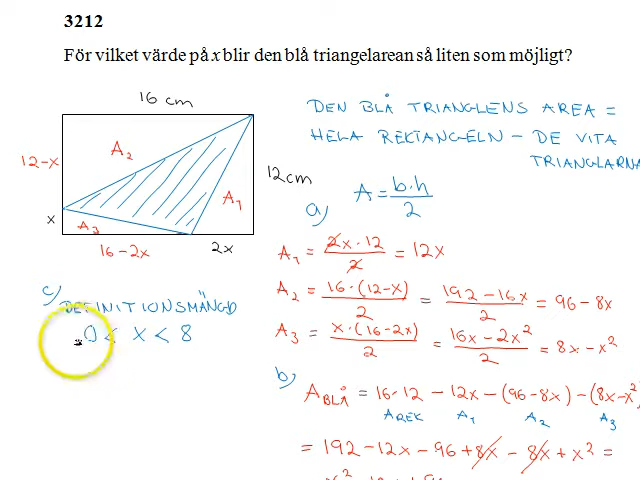 3212
För vilket värde på x blir den blå triangelarean så liten som möjligt?
16 cm
12-x
A2
A1
A3
x
16-2x
2x
12cm
DEN BLÅ TRIANGLENS AREA =
HELA REKTANGELN - DE VITA
TRIANGLARNA
a) A = b·h/2
A1 = 2x·12/2 = 12x
A2 = 16·(12-x)/2 = 192-16x/2 = 96-8x
A3 = x·(16-2x)/2 = 16x-2x²/2 = 8x-x²
c) DEFINITIONSMÄNGD
0 < x < 8
b) ABLÅ = 16·12 - 12x - (96-8x) - (8x-x²
AREK A1 A2 A3
= 192-12x-96+8x-8x+x² =